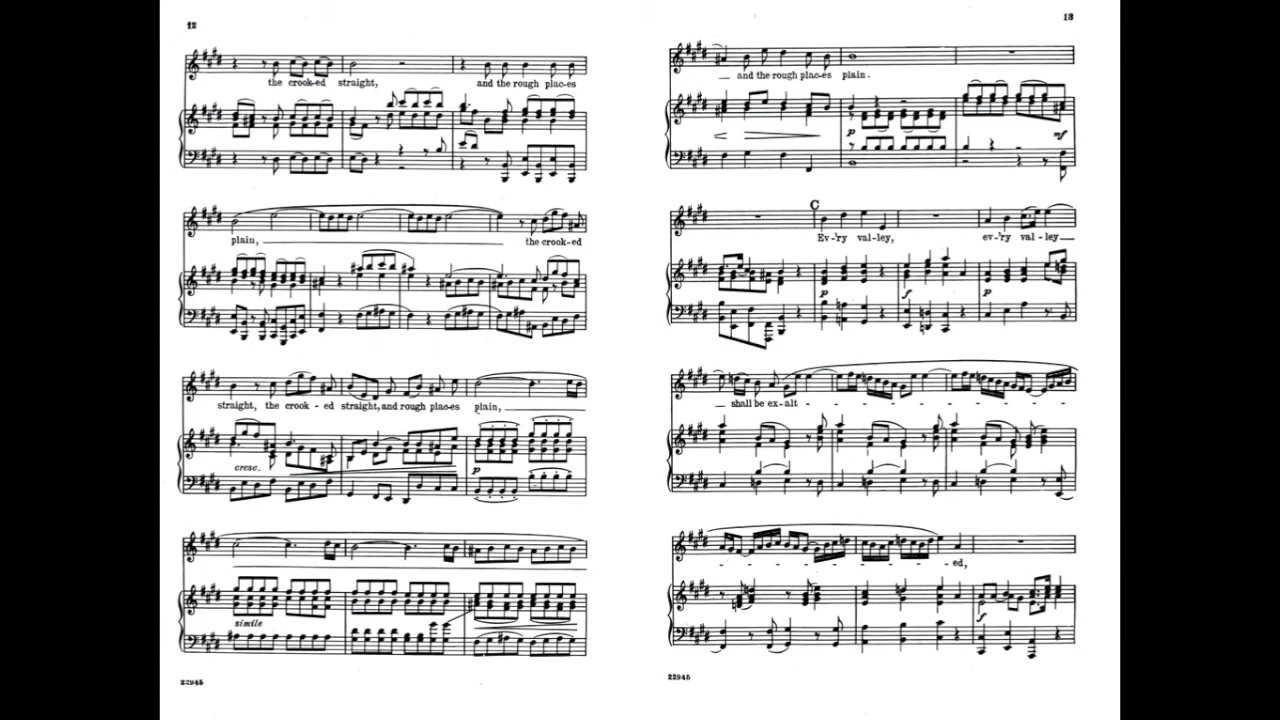 12
the crook-ed straight, and the rough plac-es
plain, the crook-ed
cresc.
straight, the crook - ed straight, and rough plac-es plain,
p
simile
22945
13
and the rough plac-es plain.
p mf
C
Ev-'ry val-ley, ev-'ry val - ley
p f p
shall be ex-alt - - - - -
- - - - - ed,
f
22945